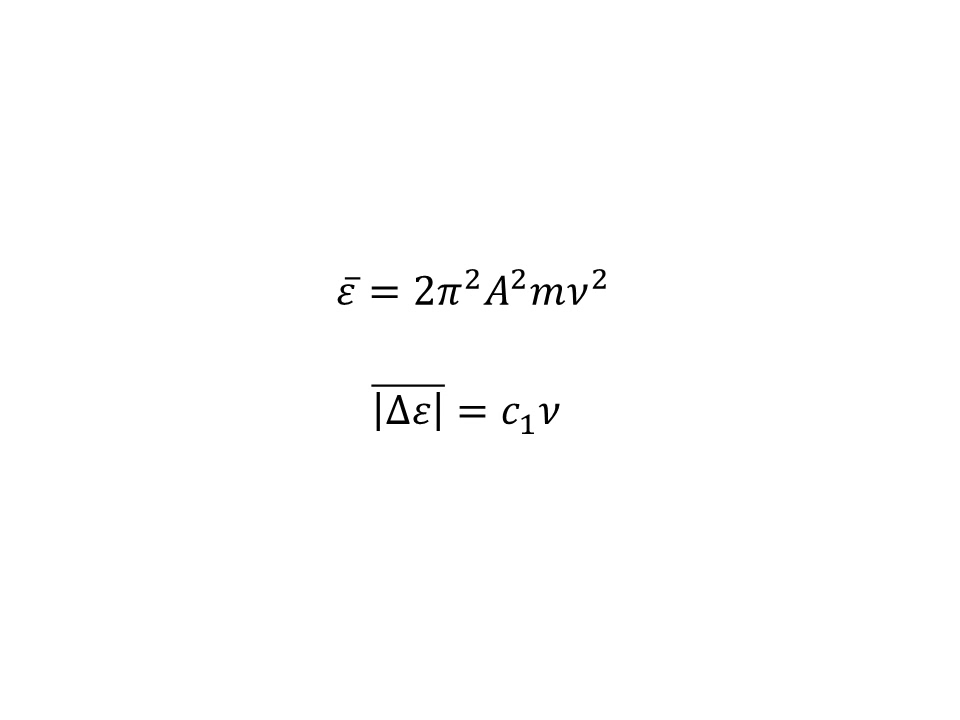 ε̄ = 2π²A²mν²
|Δε|̅ = c₁ν